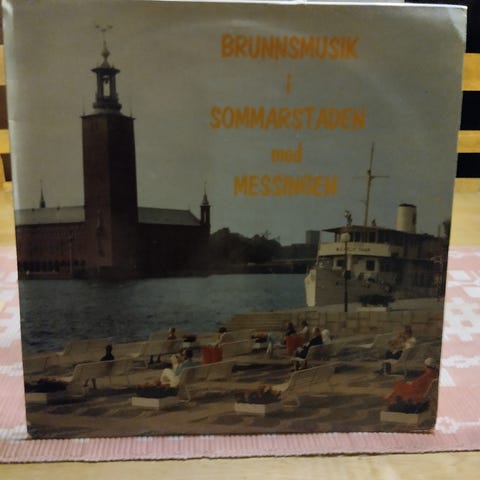 BRUNNSMUSIK
i
SOMMARSTADEN
med
MESSINGEN